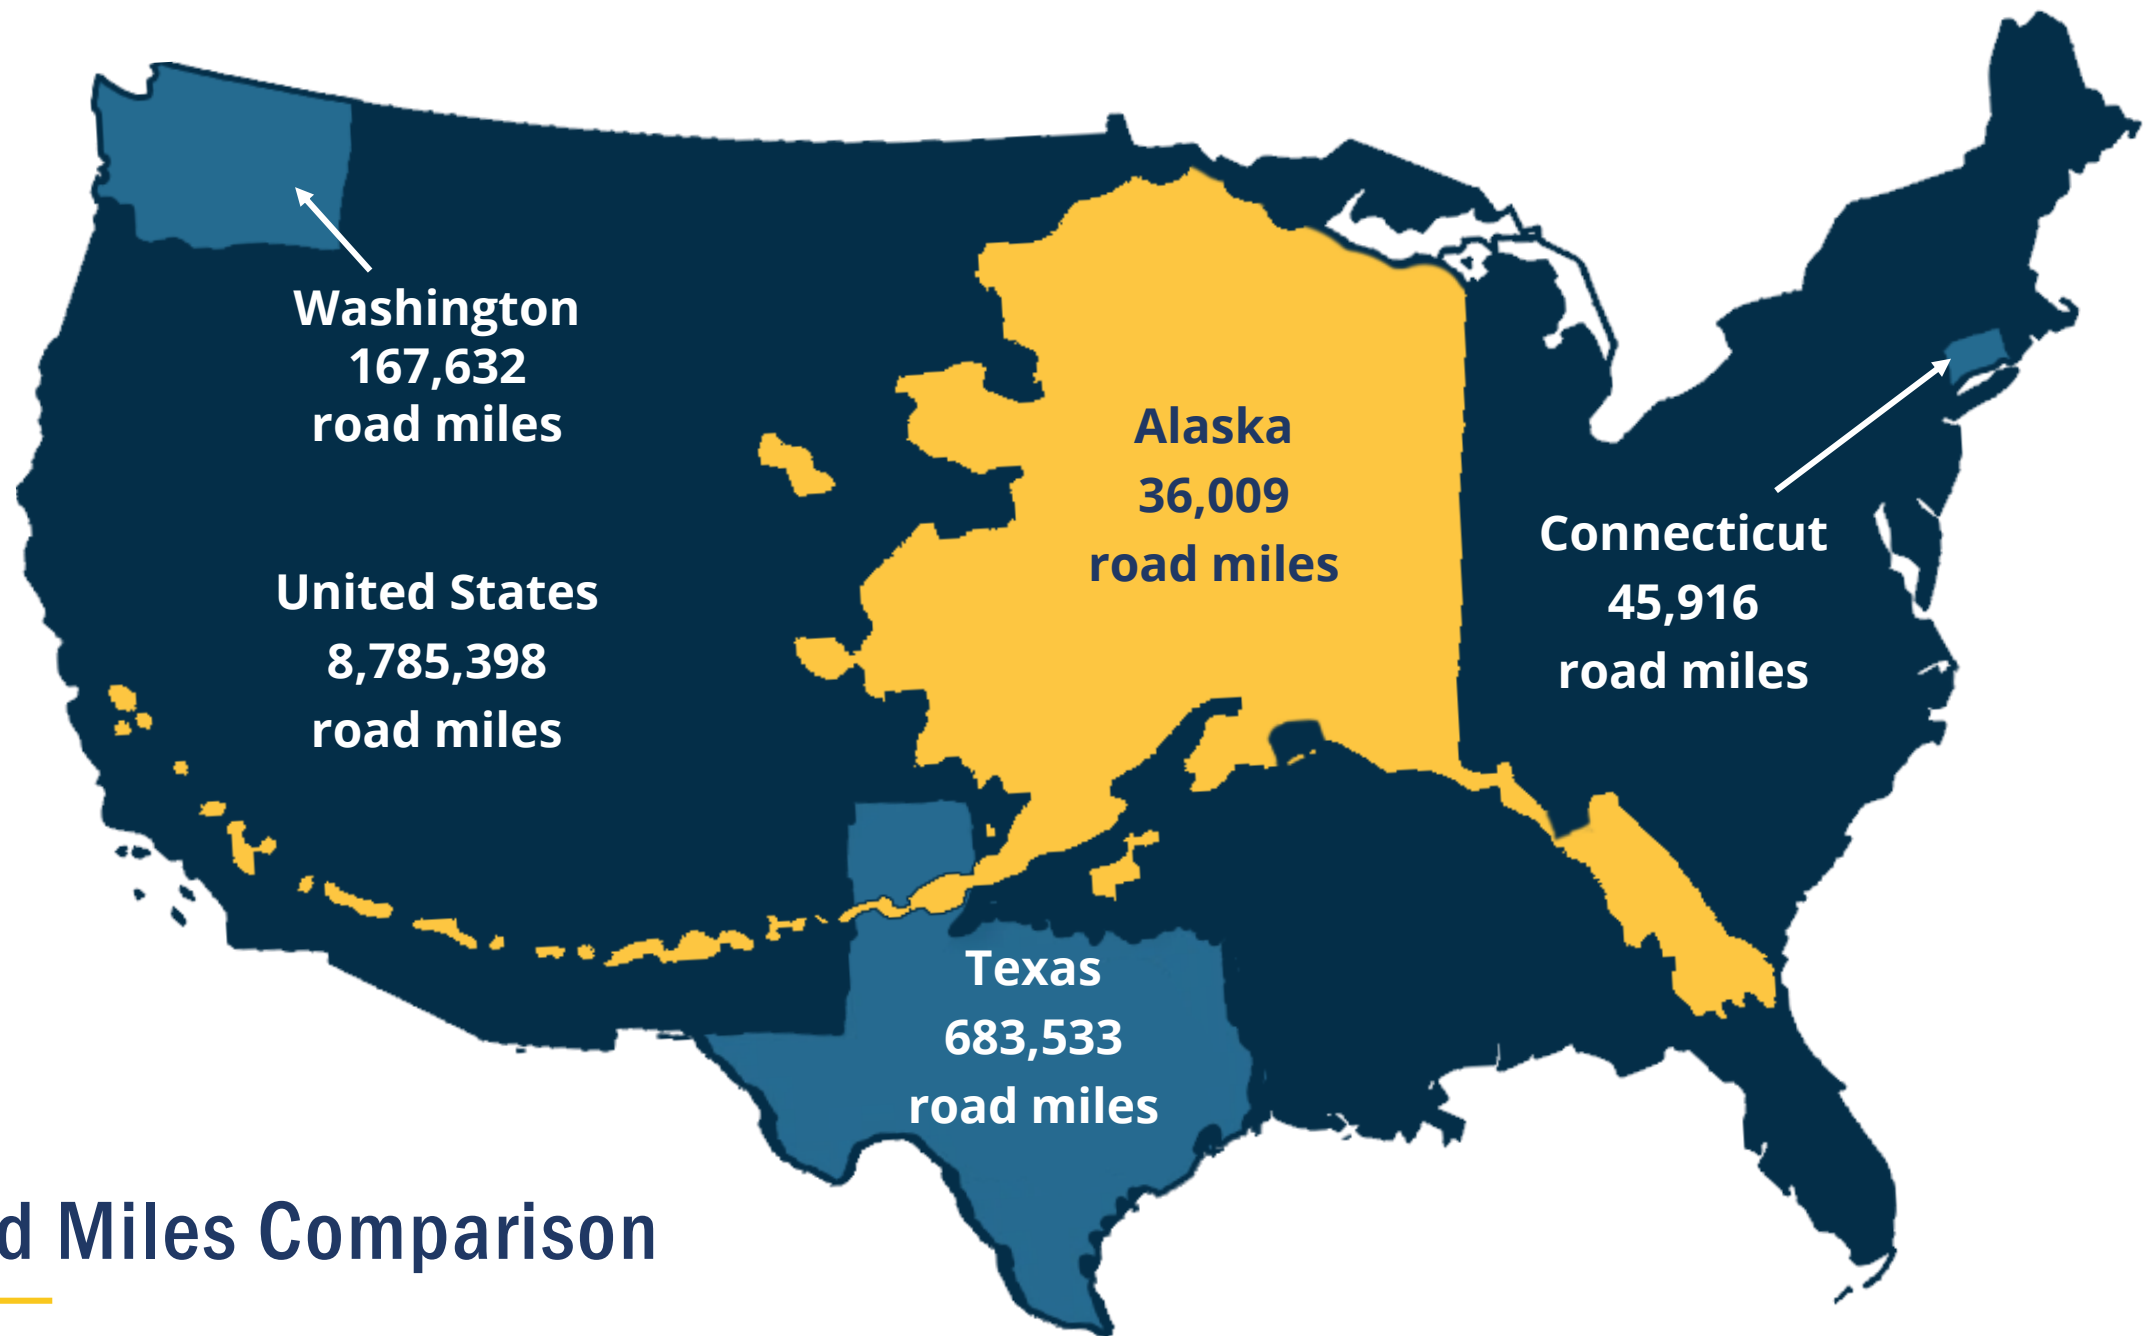 Washington
167,632
road miles
United States
8,785,398
road miles
Alaska
36,009
road miles
Connecticut
45,916
road miles
Texas
683,533
road miles
d Miles Comparison